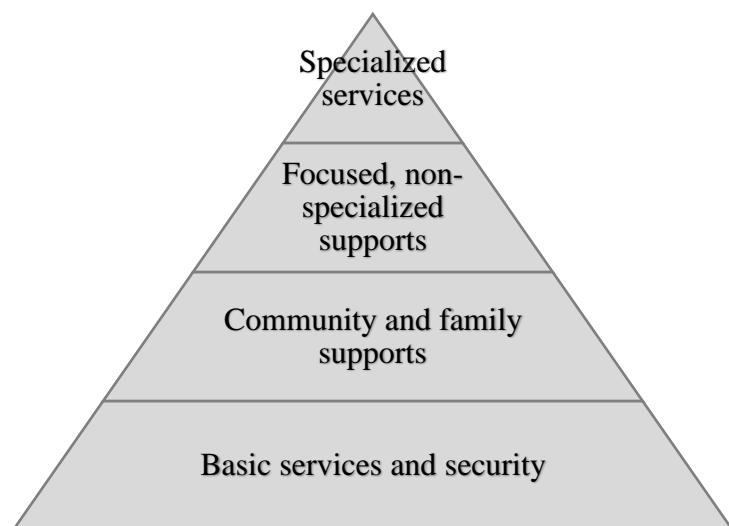 Specialized
services
Focused, non-
specialized
supports
Community and family
supports
Basic services and security